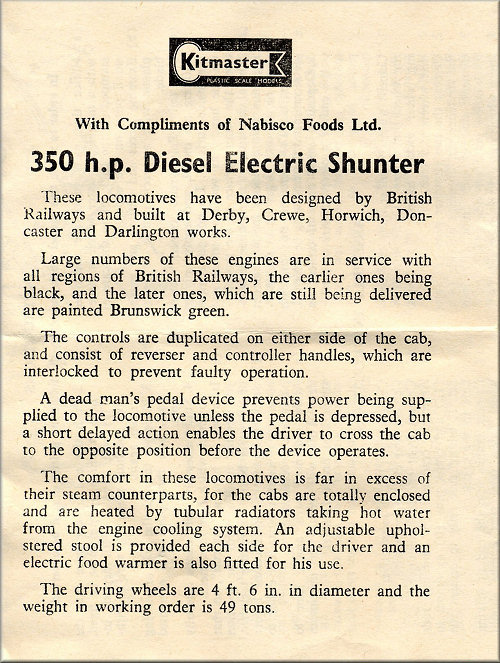 Kitmaster
PLASTIC SCALE MODELS
With Compliments of Nabisco Foods Ltd.
350 h.p. Diesel Electric Shunter
These locomotives have been designed by British
Railways and built at Derby, Crewe, Horwich, Don-
caster and Darlington works.
Large numbers of these engines are in service with
all regions of British Railways, the earlier ones being
black, and the later ones, which are still being delivered
are painted Brunswick green.
The controls are duplicated on either side of the cab,
and consist of reverser and controller handles, which are
interlocked to prevent faulty operation.
A dead man's pedal device prevents power being sup-
plied to the locomotive unless the pedal is depressed, but
a short delayed action enables the driver to cross the cab
to the opposite position before the device operates.
The comfort in these locomotives is far in excess of
their steam counterparts, for the cabs are totally enclosed
and are heated by tubular radiators taking hot water
from the engine cooling system. An adjustable uphol-
stered stool is provided each side for the driver and an
electric food warmer is also fitted for his use.
The driving wheels are 4 ft. 6 in. in diameter and the
weight in working order is 49 tons.